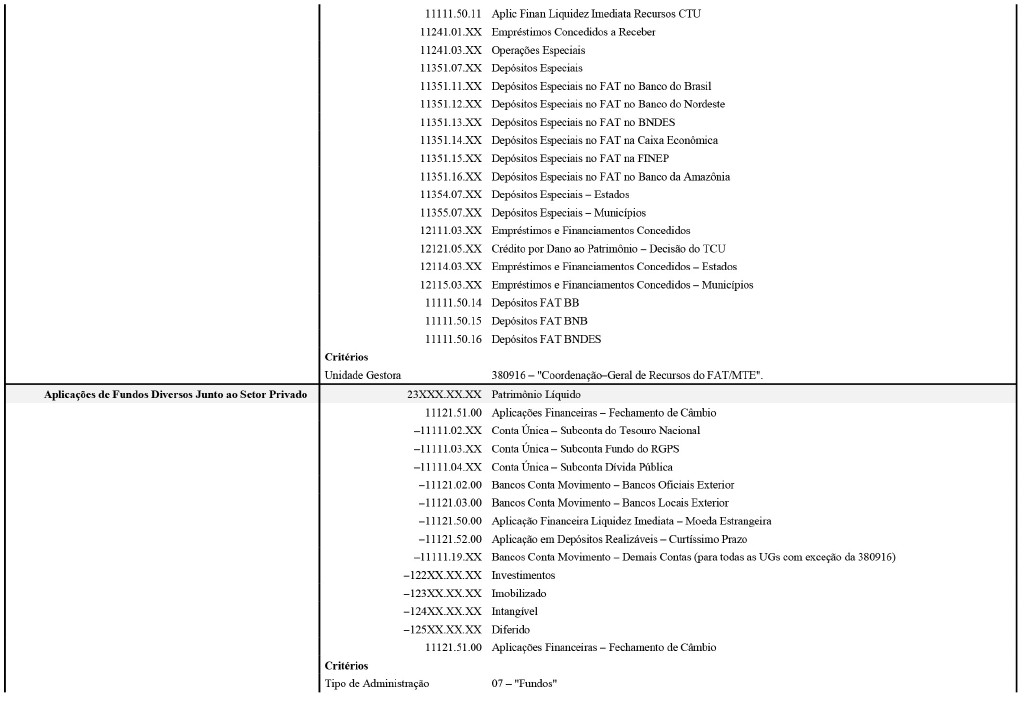 11111.50.11 Aplic Finan Liquidez Imediata Recursos CTU
11241.01.XX Empréstimos Concedidos a Receber
11241.03.XX Operações Especiais
11351.07.XX Depósitos Especiais
11351.11.XX Depósitos Especiais no FAT no Banco do Brasil
11351.12.XX Depósitos Especiais no FAT no Banco do Nordeste
11351.13.XX Depósitos Especiais no FAT no BNDES
11351.14.XX Depósitos Especiais no FAT na Caixa Econômica
11351.15.XX Depósitos Especiais no FAT na FINEP
11351.16.XX Depósitos Especiais no FAT no Banco da Amazônia
11354.07.XX Depósitos Especiais – Estados
11355.07.XX Depósitos Especiais – Municípios
12111.03.XX Empréstimos e Financiamentos Concedidos
12121.05.XX Crédito por Dano ao Patrimônio – Decisão do TCU
12114.03.XX Empréstimos e Financiamentos Concedidos – Estados
12115.03.XX Empréstimos e Financiamentos Concedidos – Municípios
11111.50.14 Depósitos FAT BB
11111.50.15 Depósitos FAT BNB
11111.50.16 Depósitos FAT BNDES
Critérios
Unidade Gestora 380916 – "Coordenação–Geral de Recursos do FAT/MTE".
Aplicações de Fundos Diversos Junto ao Setor Privado 23XXX.XX.XX Patrimônio Líquido
11121.51.00 Aplicações Financeiras – Fechamento de Câmbio
–11111.02.XX Conta Única – Subconta do Tesouro Nacional
–11111.03.XX Conta Única – Subconta Fundo do RGPS
–11111.04.XX Conta Única – Subconta Dívida Pública
–11121.02.00 Bancos Conta Movimento – Bancos Oficiais Exterior
–11121.03.00 Bancos Conta Movimento – Bancos Locais Exterior
–11121.50.00 Aplicação Financeira Liquidez Imediata – Moeda Estrangeira
–11121.52.00 Aplicação em Depósitos Realizáveis – Curtíssimo Prazo
–11111.19.XX Bancos Conta Movimento – Demais Contas (para todas as UGs com exceção da 380916)
–122XX.XX.XX Investimentos
–123XX.XX.XX Imobilizado
–124XX.XX.XX Intangível
–125XX.XX.XX Diferido
11121.51.00 Aplicações Financeiras – Fechamento de Câmbio
Critérios
Tipo de Administração 07 – "Fundos"